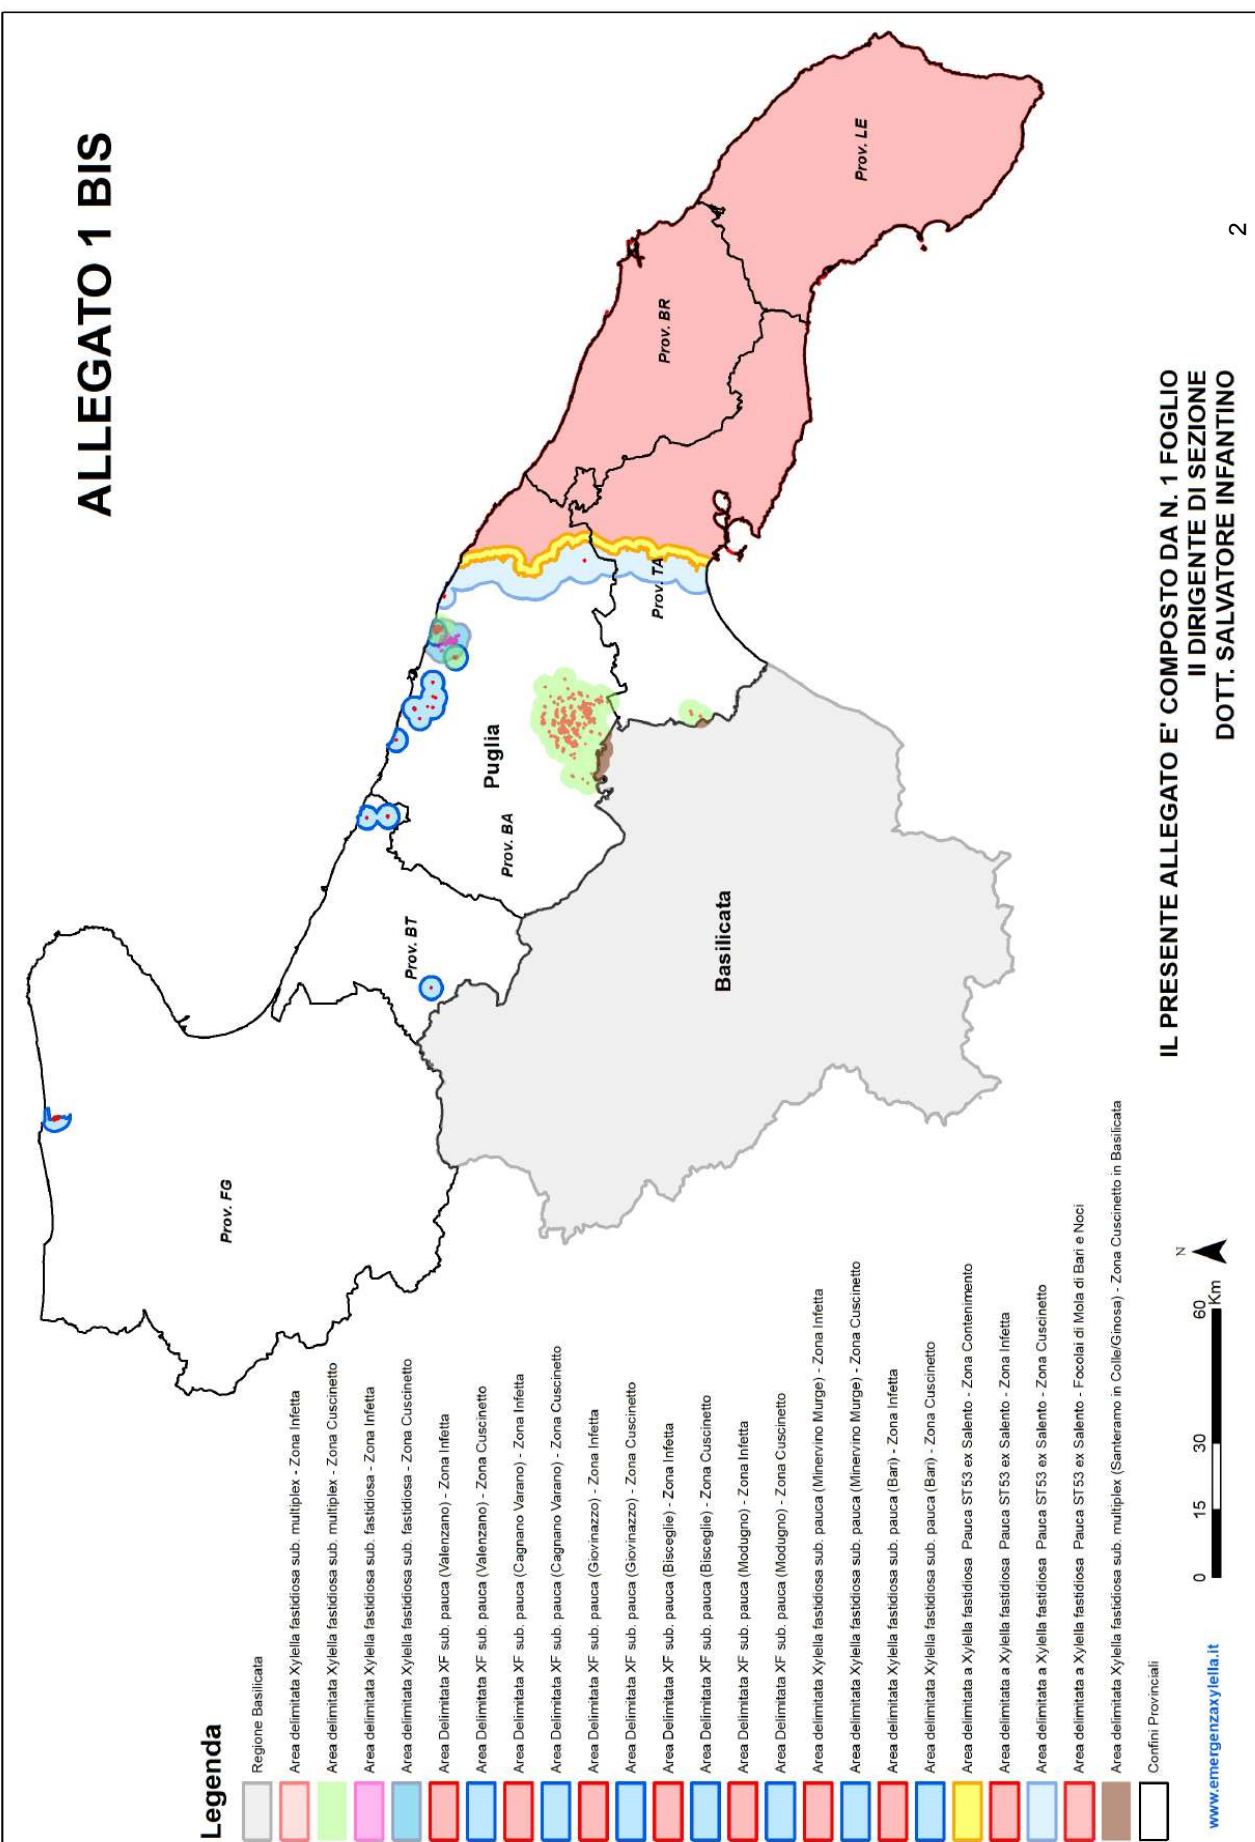 ALLEGATO 1 BIS
Prov. FG
Prov. BT
Prov. BA
Puglia
Basilicata
Prov. TA
Prov. BR
Prov. LE
Legenda
Regione Basilicata
Area delimitata Xylella fastidiosa sub. multiplex - Zona Infetta
Area delimitata Xylella fastidiosa sub. multiplex - Zona Cuscinetto
Area delimitata Xylella fastidiosa sub. fastidiosa - Zona Infetta
Area delimitata Xylella fastidiosa sub. fastidiosa - Zona Cuscinetto
Area Delimitata XF sub. pauca (Valenzano) - Zona Infetta
Area Delimitata XF sub. pauca (Valenzano) - Zona Cuscinetto
Area Delimitata XF sub. pauca (Cagnano Varano) - Zona Infetta
Area Delimitata XF sub. pauca (Cagnano Varano) - Zona Cuscinetto
Area Delimitata XF sub. pauca (Giovinazzo) - Zona Infetta
Area Delimitata XF sub. pauca (Giovinazzo) - Zona Cuscinetto
Area Delimitata XF sub. pauca (Bisceglie) - Zona Infetta
Area Delimitata XF sub. pauca (Bisceglie) - Zona Cuscinetto
Area Delimitata XF sub. pauca (Modugno) - Zona Infetta
Area Delimitata XF sub. pauca (Modugno) - Zona Cuscinetto
Area delimitata Xylella fastidiosa sub. pauca (Minervino Murge) - Zona Infetta
Area delimitata Xylella fastidiosa sub. pauca (Minervino Murge) - Zona Cuscinetto
Area delimitata Xylella fastidiosa sub. pauca (Bari) - Zona Infetta
Area delimitata Xylella fastidiosa sub. pauca (Bari) - Zona Cuscinetto
Area delimitata a Xylella fastidiosa Pauca ST53 ex Salento - Zona Contenimento
Area delimitata a Xylella fastidiosa Pauca ST53 ex Salento - Zona Infetta
Area delimitata a Xylella fastidiosa Pauca ST53 ex Salento - Zona Cuscinetto
Area delimitata a Xylella fastidiosa Pauca ST53 ex Salento - Focolai di Mola di Bari e Noci
Area delimitata Xylella fastidiosa sub. multiplex (Santeramo in Colle/Ginosa) - Zona Cuscinetto in Basilicata
Confini Provinciali
www.emergenzaxylella.it
0 15 30 60
Km
N
IL PRESENTE ALLEGATO E' COMPOSTO DA N. 1 FOGLIO
Il DIRIGENTE DI SEZIONE
DOTT. SALVATORE INFANTINO
2